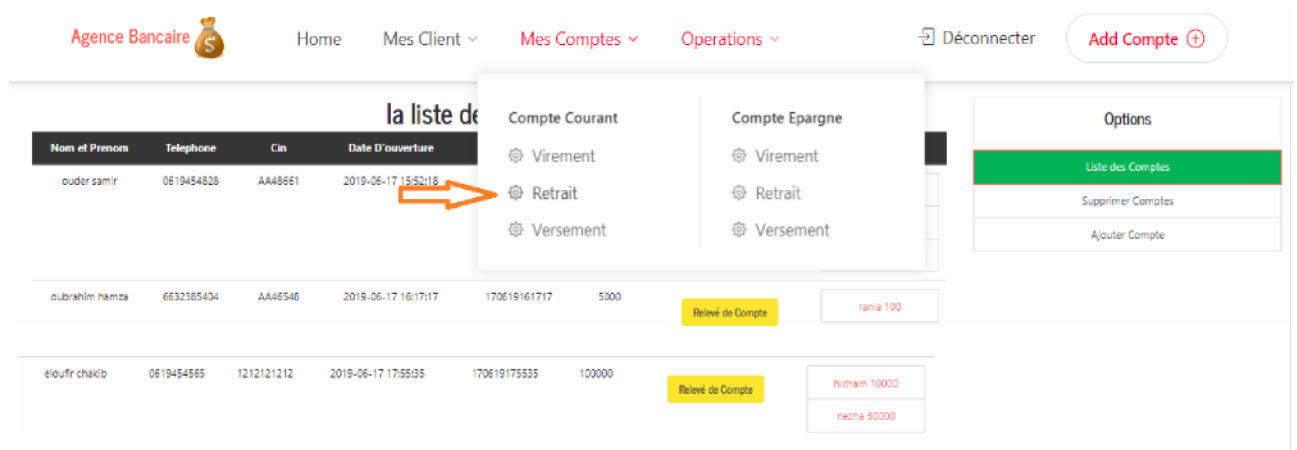 Agence Bancaire Home Mes Client Mes Comptes Operations Déconnecter Add Compte
la liste de
Compte Courant Compte Epargne
Virement Virement
Retrait Retrait
Versement Versement
Options
Liste des Comptes
Supprimer Comptes
Ajouter Compte
Nom et Prenom Telephone Cin Date D'ouverture
ouder samir 0619454828 AA48661 2019-06-17 15:52:18
oubrahim hamza 6632385404 AA46548 2019-06-17 16:17:17 170619161717 5000 Relevé de Compte rania 100
eloufir chakib 0619454565 1212121212 2019-06-17 17:55:35 170619175535 100000 Relevé de Compte hicham 10000
nezha 30000